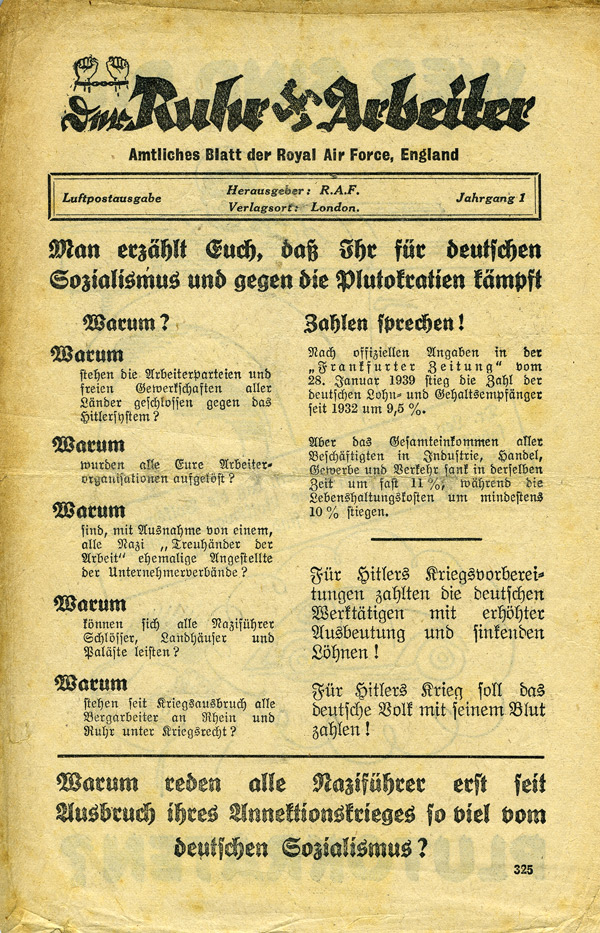 Der Ruhr Arbeiter
Amtliches Blatt der Royal Air Force, England
Luftpostausgabe
Herausgeber: R.A.F.
Verlagsort: London.
Jahrgang 1
Man erzählt Euch, daß Ihr für deutschen
Sozialismus und gegen die Plutokratien kämpft
Warum?
Warum
stehen die Arbeiterparteien und
freien Gewerkschaften aller
Länder geschlossen gegen das
Hitlersystem?
Warum
wurden alle Eure Arbeiter-
organisationen aufgelöst?
Warum
sind, mit Ausnahme von einem,
alle Nazi „Treuhänder der
Arbeit" ehemalige Angestellte
der Unternehmerverbände?
Warum
können sich alle Naziführer
Schlösser, Landhäuser und
Paläste leisten?
Warum
stehen seit Kriegsausbruch alle
Bergarbeiter an Rhein und
Ruhr unter Kriegsrecht?
Zahlen sprechen!
Nach offiziellen Angaben in der
„Frankfurter Zeitung" vom
28. Januar 1939 stieg die Zahl der
deutschen Lohn- und Gehaltsempfänger
seit 1932 um 9,5 %.
Aber das Gesamteinkommen aller
Beschäftigten in Industrie, Handel,
Gewerbe und Verkehr sank in derselben
Zeit um fast 11 %, während die
Lebenshaltungskosten um mindestens
10 % stiegen.
Für Hitlers Kriegsvorberei-
tungen zahlten die deutschen
Werktätigen mit erhöhter
Ausbeutung und sinkenden
Löhnen!
Für Hitlers Krieg soll das
deutsche Volk mit seinem Blut
zahlen!
Warum reden alle Naziführer erst seit
Ausbruch ihres Annektionskrieges so viel vom
deutschen Sozialismus?
325